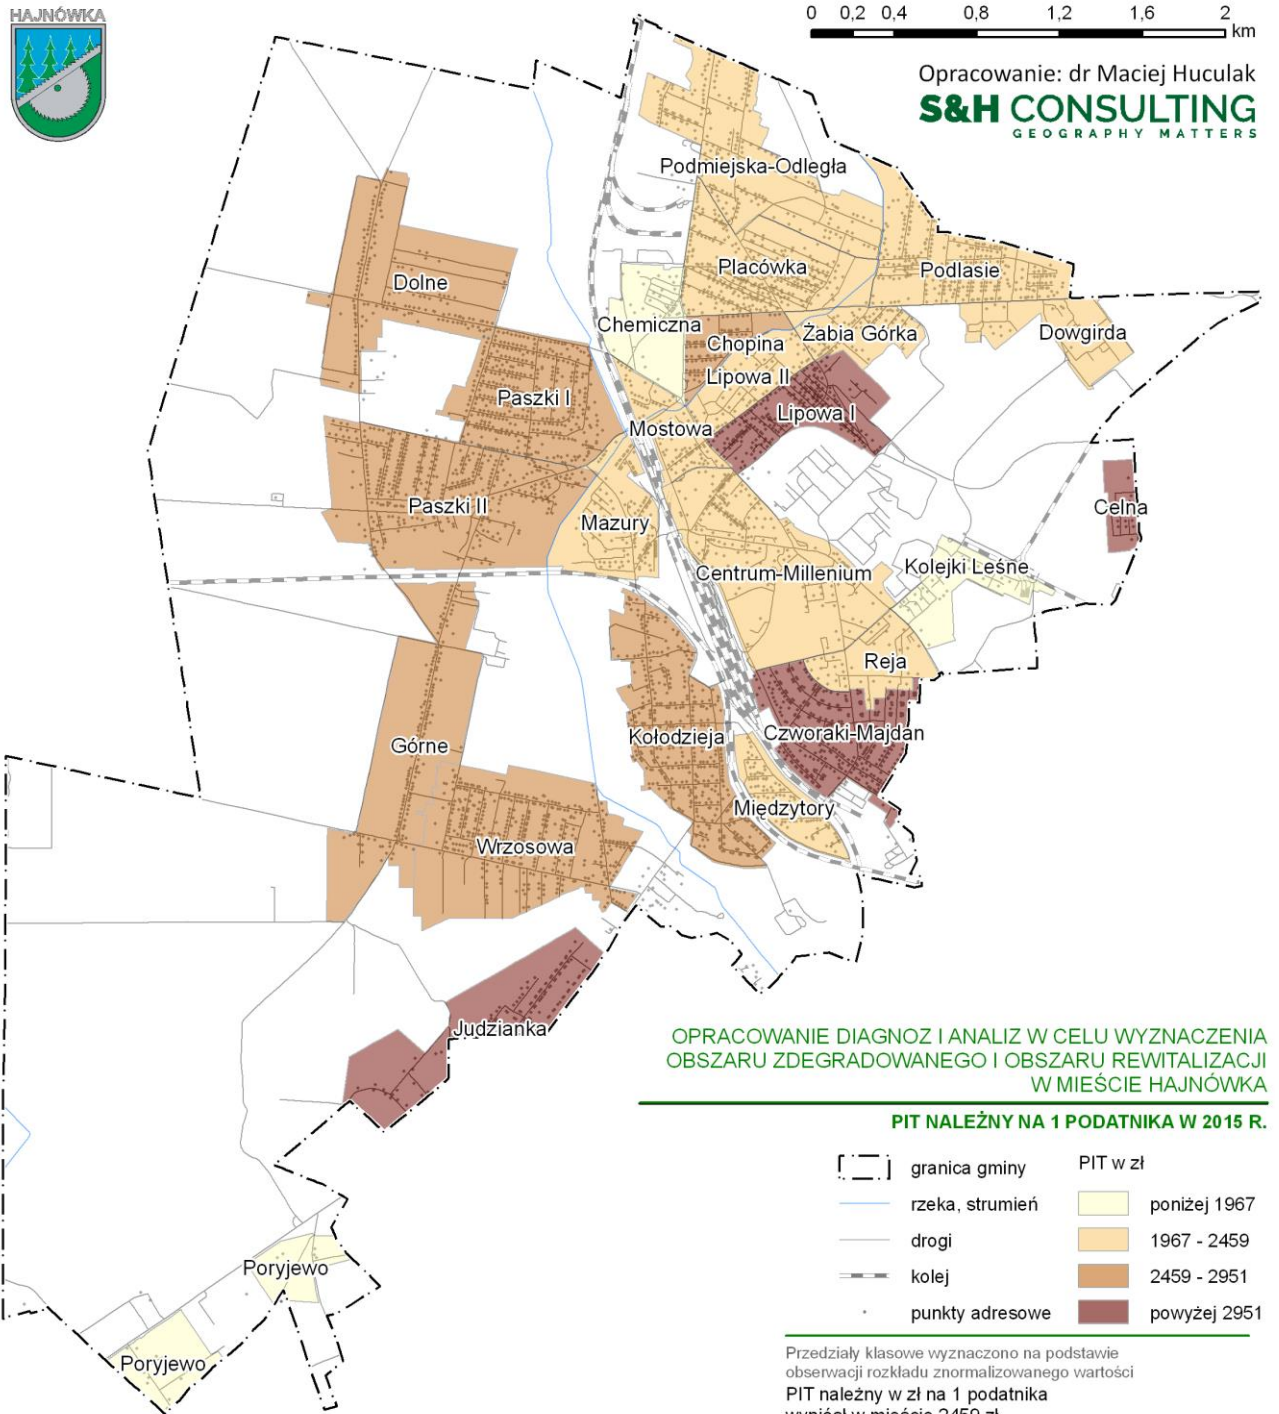 HAJNÓWKA
0 0,2 0,4 0,8 1,2 1,6 2
km
Opracowanie: dr Maciej Huculak
S&H CONSULTING
GEOGRAPHY MATTERS
Podmiejska-Odległa
Placówka
Podlasie
Dolne
Chemiczna
Chopina
Żabia Górka
Dowgirda
Lipowa II
Paszki I
Lipowa I
Mostowa
Paszki II
Celna
Mazury
Centrum-Millenium
Kolejki Leśne
Reja
Górne
Kołodzieja
Czworaki-Majdan
Międzytory
Wrzosowa
Judzianka
Poryjewo
Poryjewo
OPRACOWANIE DIAGNOZ I ANALIZ W CELU WYZNACZENIA
OBSZARU ZDEGRADOWANEGO I OBSZARU REWITALIZACJI
W MIEŚCIE HAJNÓWKA
PIT NALEŻNY NA 1 PODATNIKA W 2015 R.
granica gminy
rzeka, strumień
drogi
kolej
punkty adresowe
PIT w zł
poniżej 1967
1967 - 2459
2459 - 2951
powyżej 2951
Przedziały klasowe wyznaczono na podstawie
obserwacji rozkładu znormalizowanego wartości
PIT należny w zł na 1 podatnika
wyniósł w mieście 2459 zł